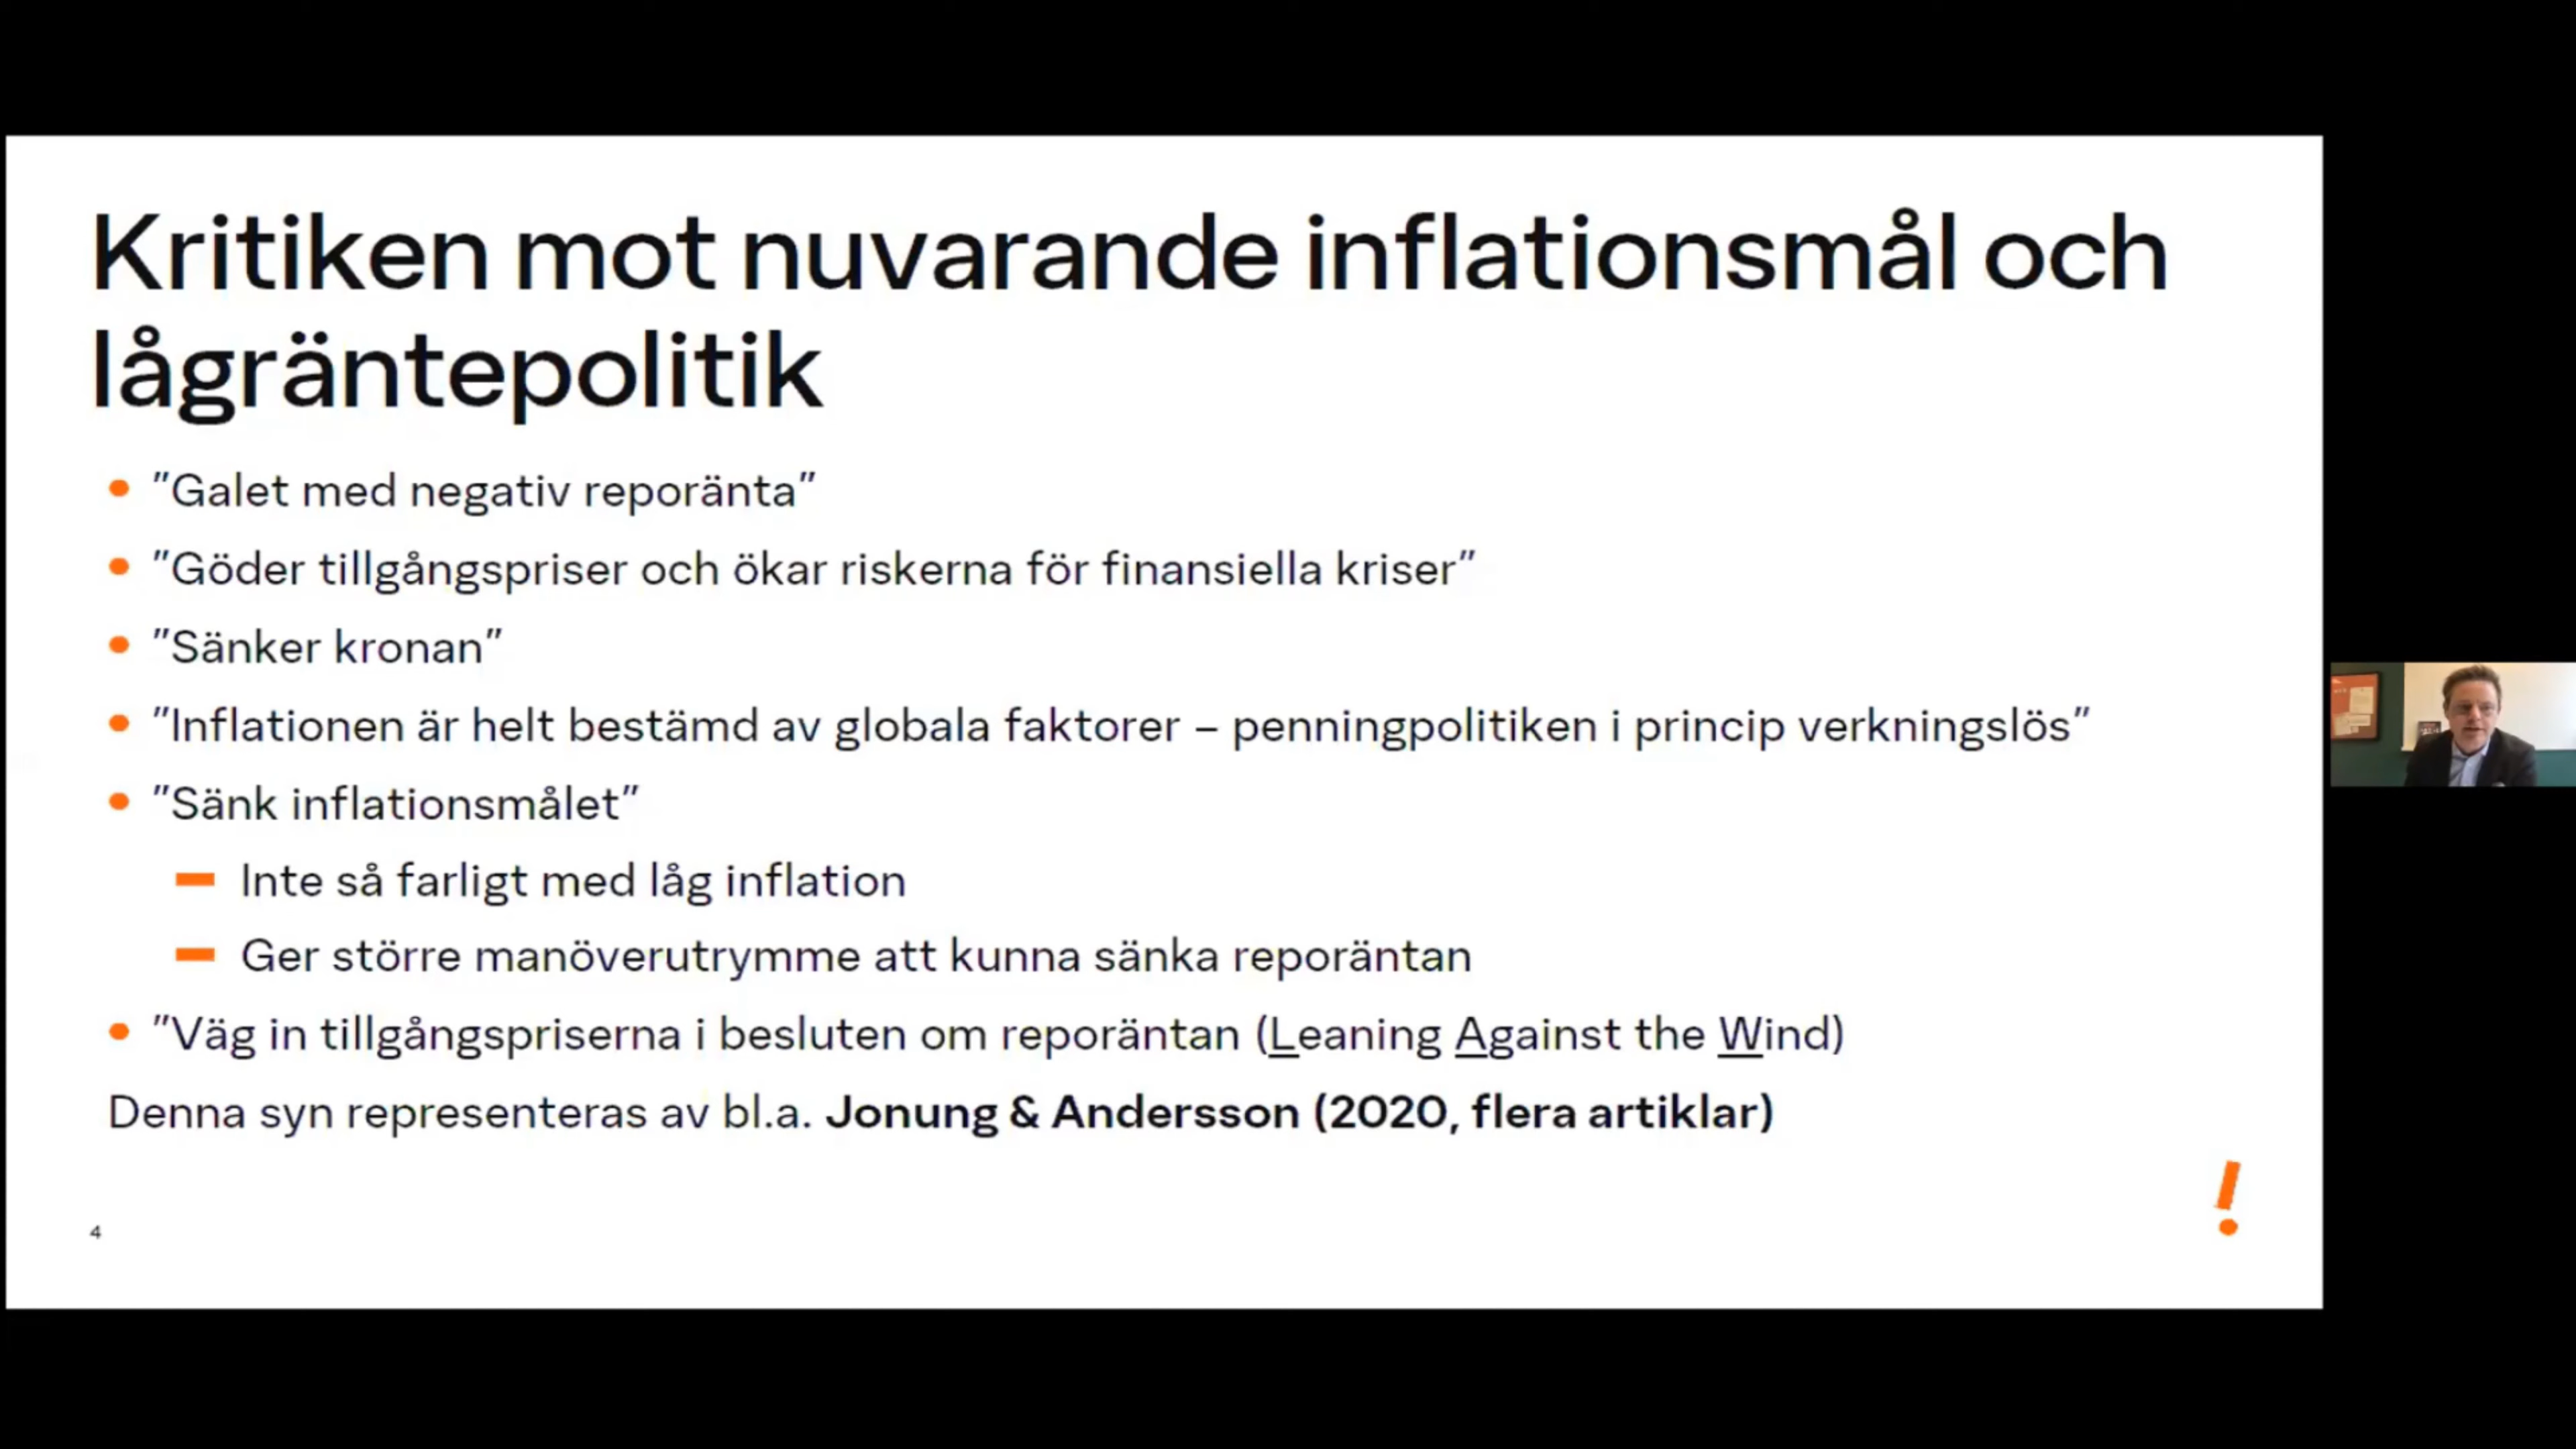 Kritiken mot nuvarande inflationsmål och
lågräntepolitik
”Galet med negativ reporänta”
”Göder tillgångspriser och ökar riskerna för finansiella kriser”
”Sänker kronan”
”Inflationen är helt bestämd av globala faktorer – penningpolitiken i princip verkningslös”
”Sänk inflationsmålet”
Inte så farligt med låg inflation
Ger större manöverutrymme att kunna sänka reporäntan
”Väg in tillgångspriserna i besluten om reporäntan (Leaning Against the Wind)
Denna syn representeras av bl.a. Jonung & Andersson (2020, flera artiklar)
4
!